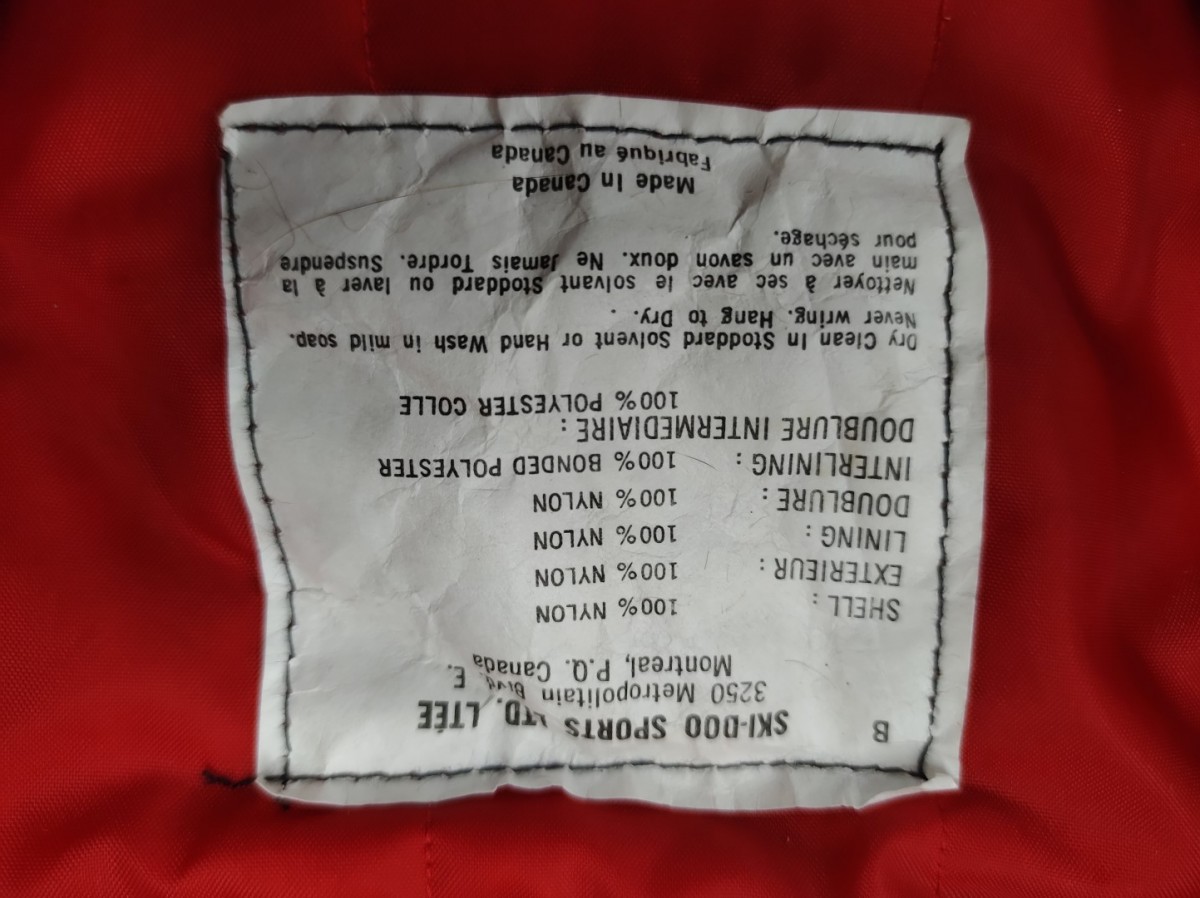 B
SKI-DOO SPORTS LTD. LTÉE
3250 Metropolitain Blvd. E.
Montreal, P.Q. Canada
SHELL: 100% NYLON
EXTERIEUR: 100% NYLON
LINING: 100% NYLON
DOUBLURE: 100% NYLON
INTERLINING: 100% BONDED POLYESTER
DOUBLURE INTERMEDIAIRE:
100% POLYESTER COLLE
Dry Clean In Stoddard Solvent or Hand Wash in mild soap.
Never wring. Hang to Dry. .
Nettoyer à sec avec le solvant Stoddard ou laver à la
main avec un savon doux. Ne Jamais Tordre. Suspendre
pour séchage.
Made In Canada
Fabriqué au Canada